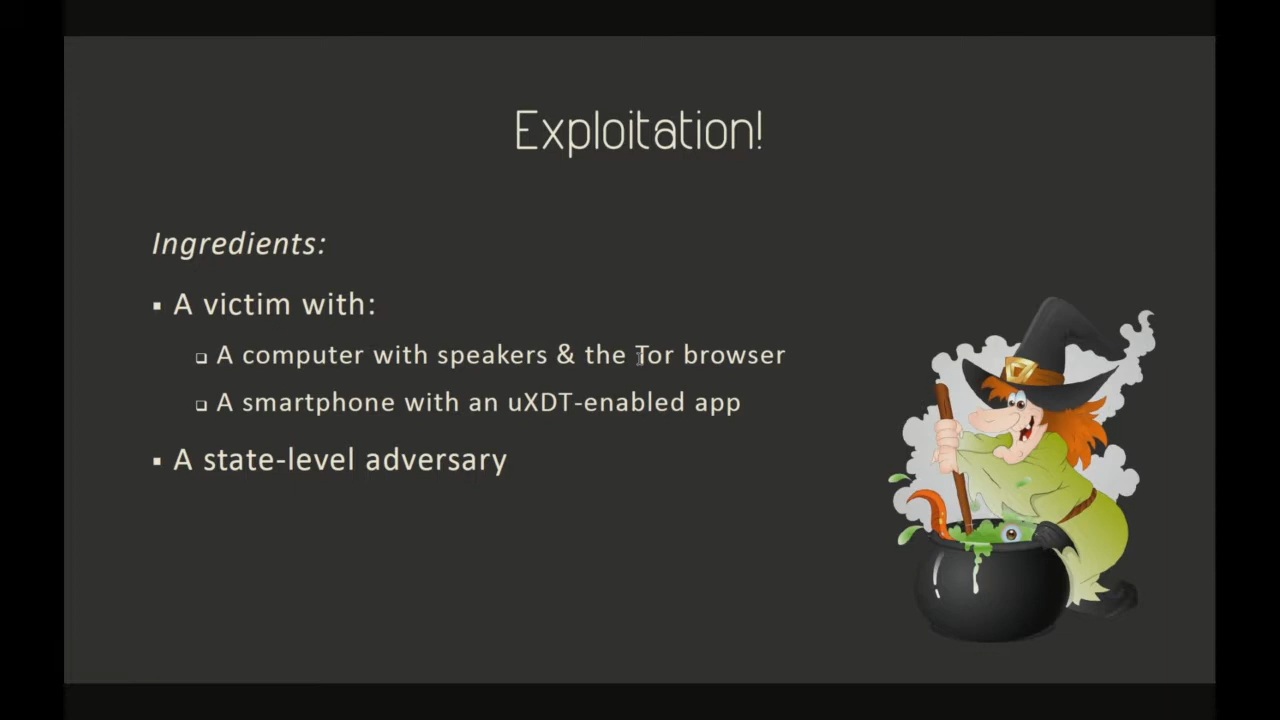 Exploitation!
Ingredients:
A victim with:
A computer with speakers & the Tor browser
A smartphone with an uXDT-enabled app
A state-level adversary